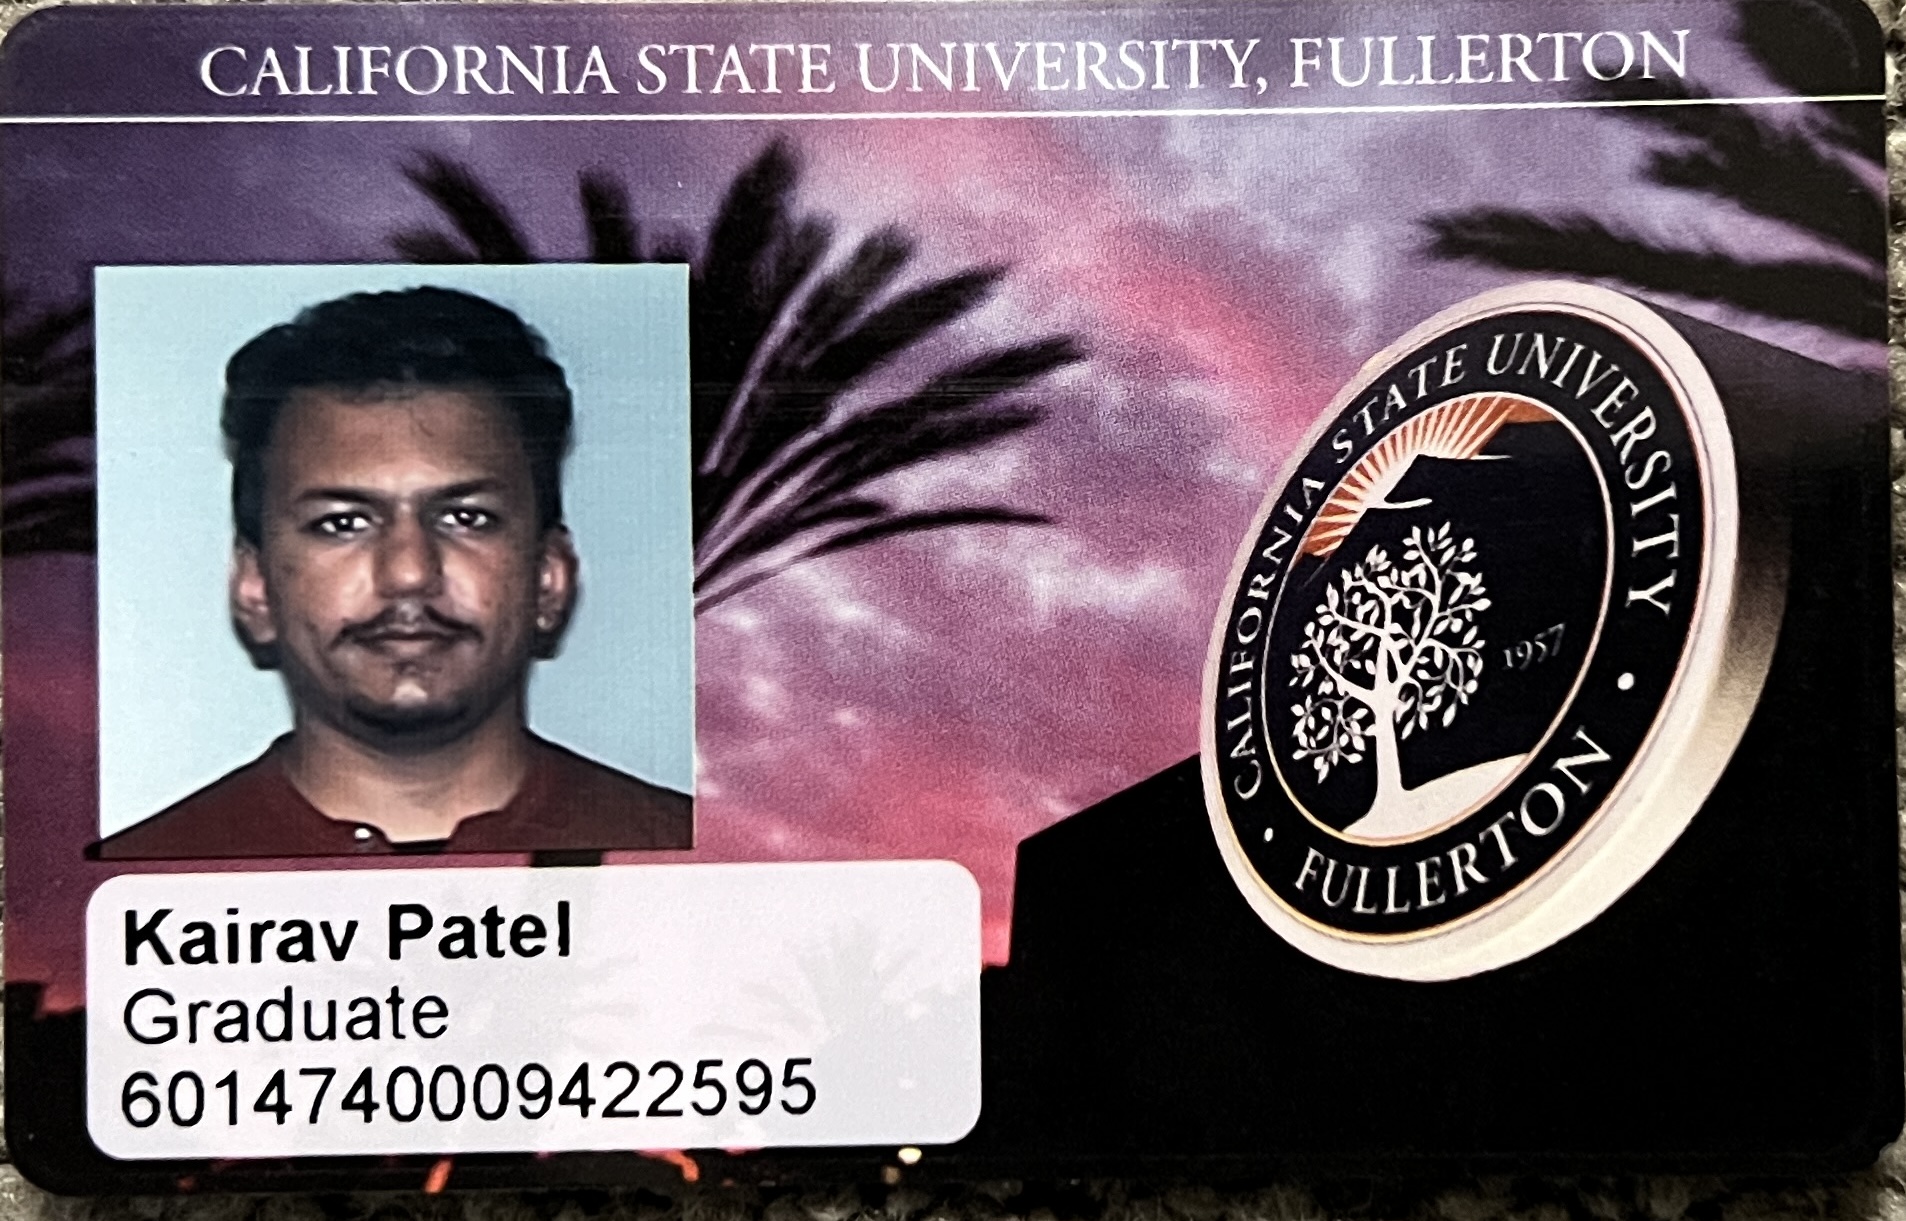 CALIFORNIA STATE UNIVERSITY, FULLERTON
CALIFORNIA STATE UNIVERSITY
1957
FULLERTON
Kairav Patel
Graduate
6014740009422595